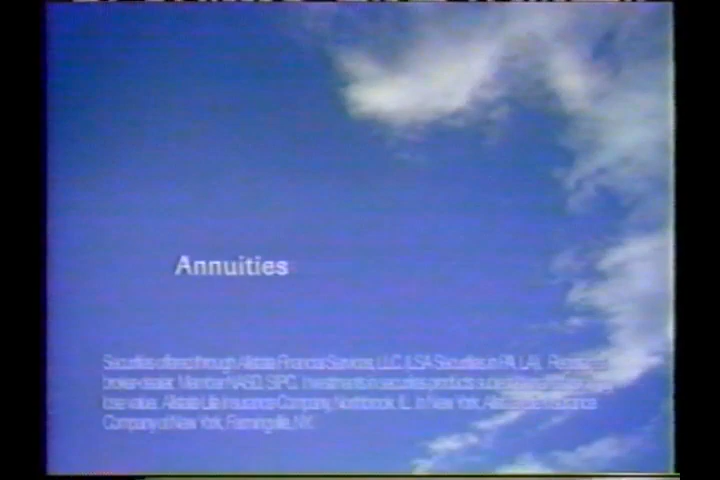 Annuities
Securities offered through Allstate Financial Services, LLC (LSA Securities in PA, LA). Registered
broker-dealer. Member NASD, SIPC. Investments in securities products
lose value. Allstate Life Insurance Company, Northbrook, IL. In New York, Insurance
Company of New York, Farmingville, NY.